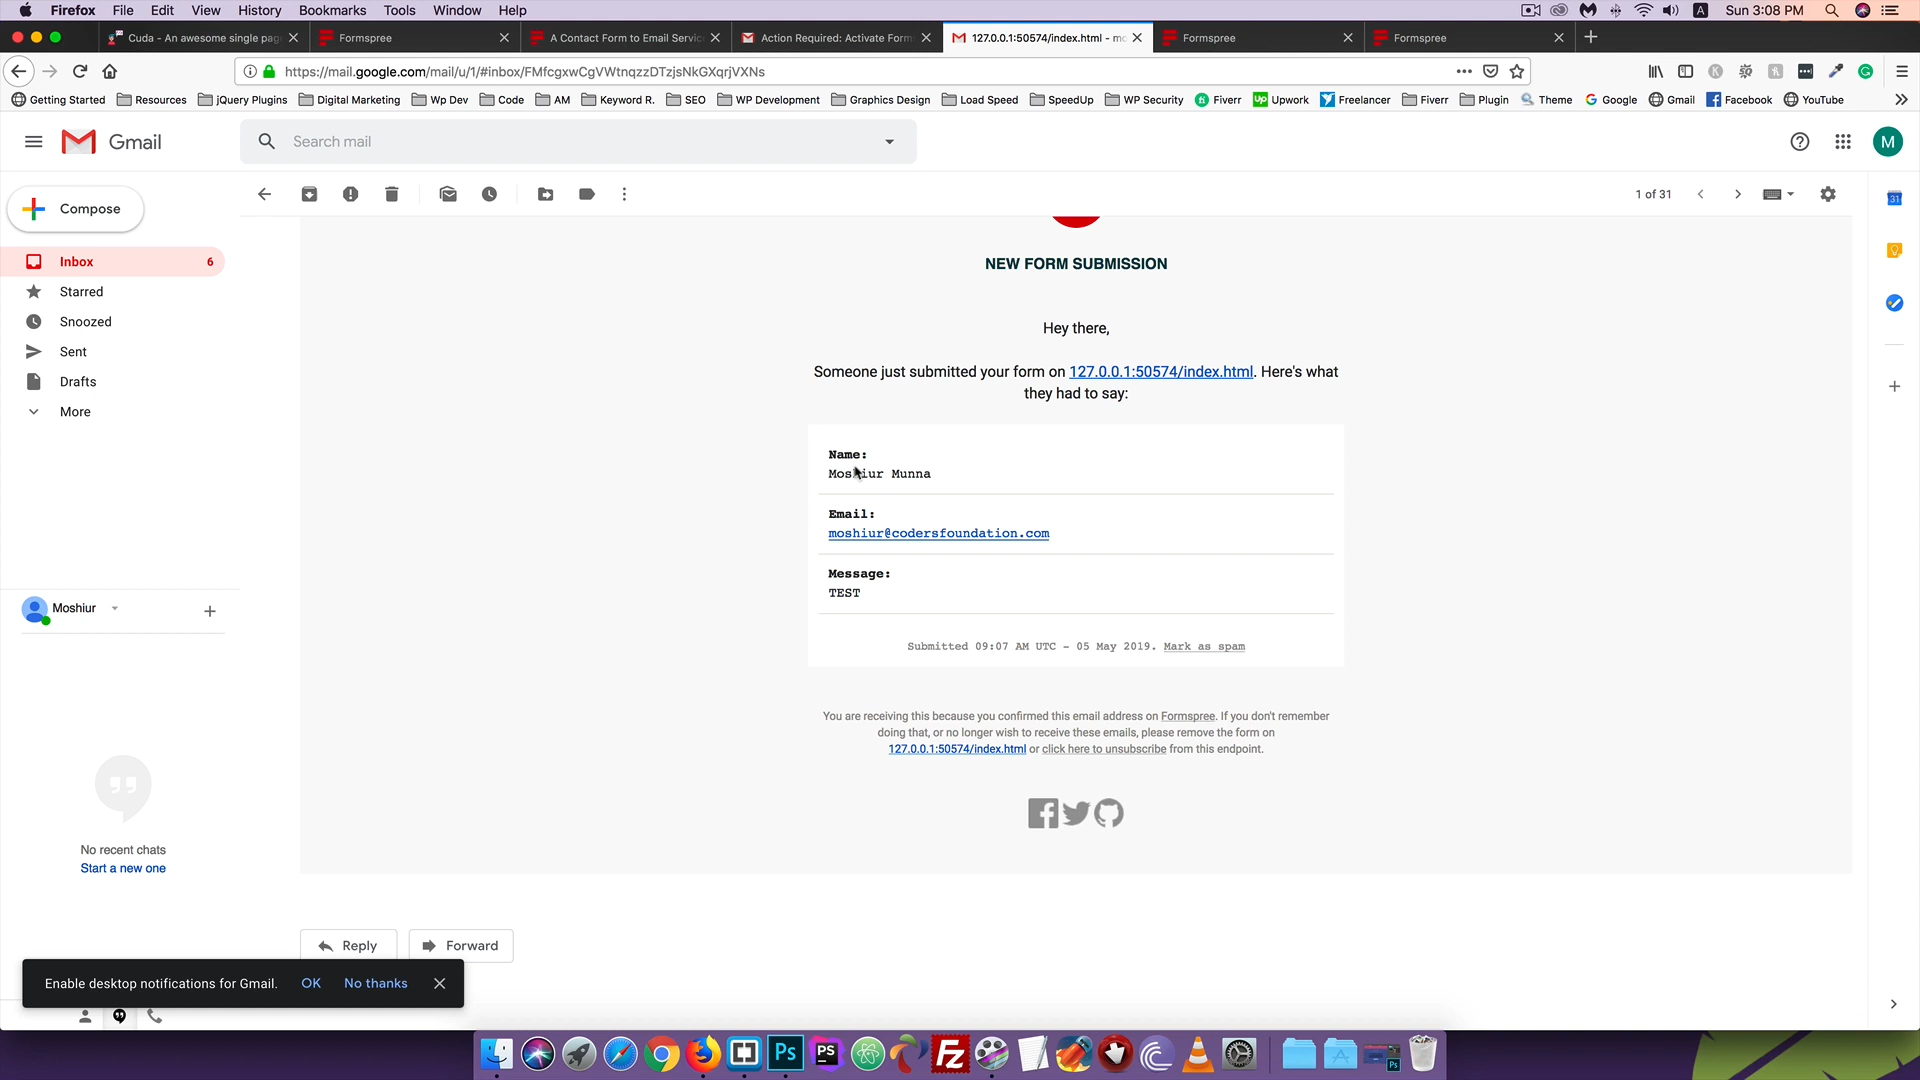 Firefox File Edit View History Bookmarks Tools Window Help
A Sun 3:08 PM
Cuda - An awesome single pag
Formspree
A Contact Form to Email Servic
Action Required: Activate Form
127.0.0.1:50574/index.html - mo
Formspree
Formspree
https://mail.google.com/mail/u/1/#inbox/FMfcgxwCgVWtnqzzDTzjsNkGXqrjVXNs
Getting Started Resources jQuery Plugins Digital Marketing Wp Dev Code AM Keyword R. SEO WP Development Graphics Design Load Speed SpeedUp WP Security Fiverr Upwork Freelancer Fiverr Plugin Theme Google Gmail Facebook YouTube
Gmail
Search mail
M
Compose
1 of 31
31
Inbox 6
Starred
Snoozed
Sent
Drafts
More
NEW FORM SUBMISSION
Hey there,
Someone just submitted your form on 127.0.0.1:50574/index.html. Here's what
they had to say:
Name:
Moshiur Munna
Email:
moshiur@codersfoundation.com
Message:
TEST
Submitted 09:07 AM UTC - 05 May 2019. Mark as spam
You are receiving this because you confirmed this email address on Formspree. If you don't remember
doing that, or no longer wish to receive these emails, please remove the form on
127.0.0.1:50574/index.html or click here to unsubscribe from this endpoint.
Moshiur
No recent chats
Start a new one
Reply
Forward
Enable desktop notifications for Gmail. OK No thanks
Ps
PS
Fz
Ps